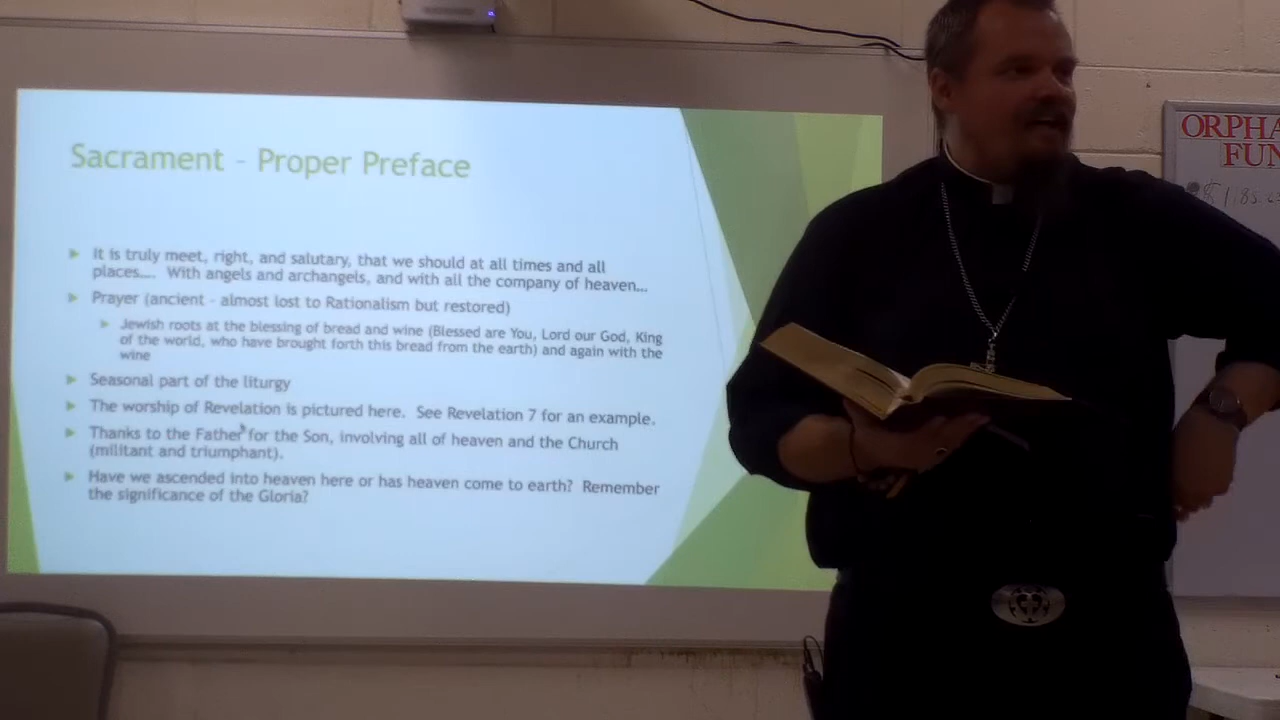 Sacrament – Proper Preface
It is truly meet, right, and salutary, that we should at all times and all
places…. With angels and archangels, and with all the company of heaven…
Prayer (ancient – almost lost to Rationalism but restored)
Jewish roots at the blessing of bread and wine (Blessed are You, Lord our God, King
of the world, who have brought forth this bread from the earth) and again with the
wine
Seasonal part of the liturgy
The worship of Revelation is pictured here. See Revelation 7 for an example.
Thanks to the Father for the Son, involving all of heaven and the Church
(militant and triumphant).
Have we ascended into heaven here or has heaven come to earth? Remember
the significance of the Gloria?
ORPHA
FUN